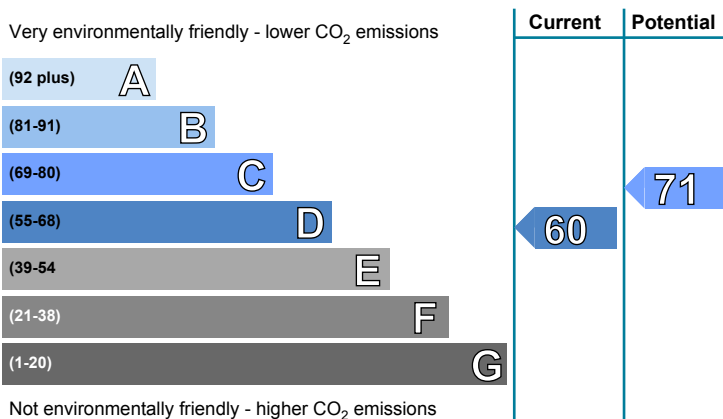 Current Potential
Very environmentally friendly - lower CO2 emissions
(92 plus) A
(81-91) B
(69-80) C
71
(55-68) D
60
(39-54 E
(21-38) F
(1-20) G
Not environmentally friendly - higher CO2 emissions